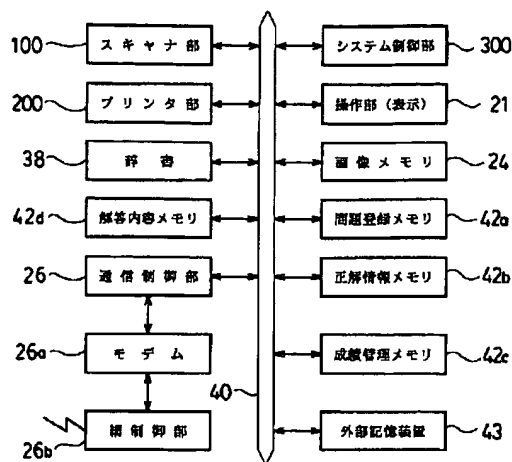 100 スキャナ部
システム制御部 300
200 プリンタ部
操作部(表示) 21
38 辞書
画像メモリ 24
42d 解答内容メモリ
問題登録メモリ 42a
26 通信制御部
正解情報メモリ 42b
26a モデム
成績管理メモリ 42c
40
26b 網制御部
外部記憶装置 43